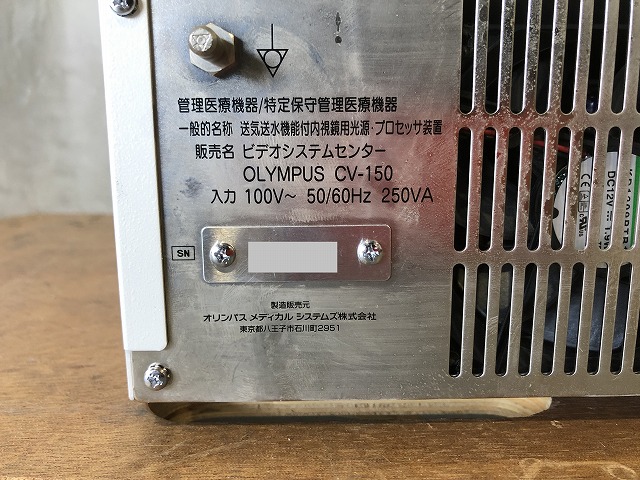 管理医療機器/特定保守管理医療機器
一般的名称 送気送水機能付内視鏡用光源・プロセッサ装置
販売名 ビデオシステムセンター
OLYMPUS CV-150
入力 100V～ 50/60Hz 250VA
SN
製造販売元
オリンパス メディカル システムズ株式会社
東京都八王子市石川町2951
DC12V 1.9W